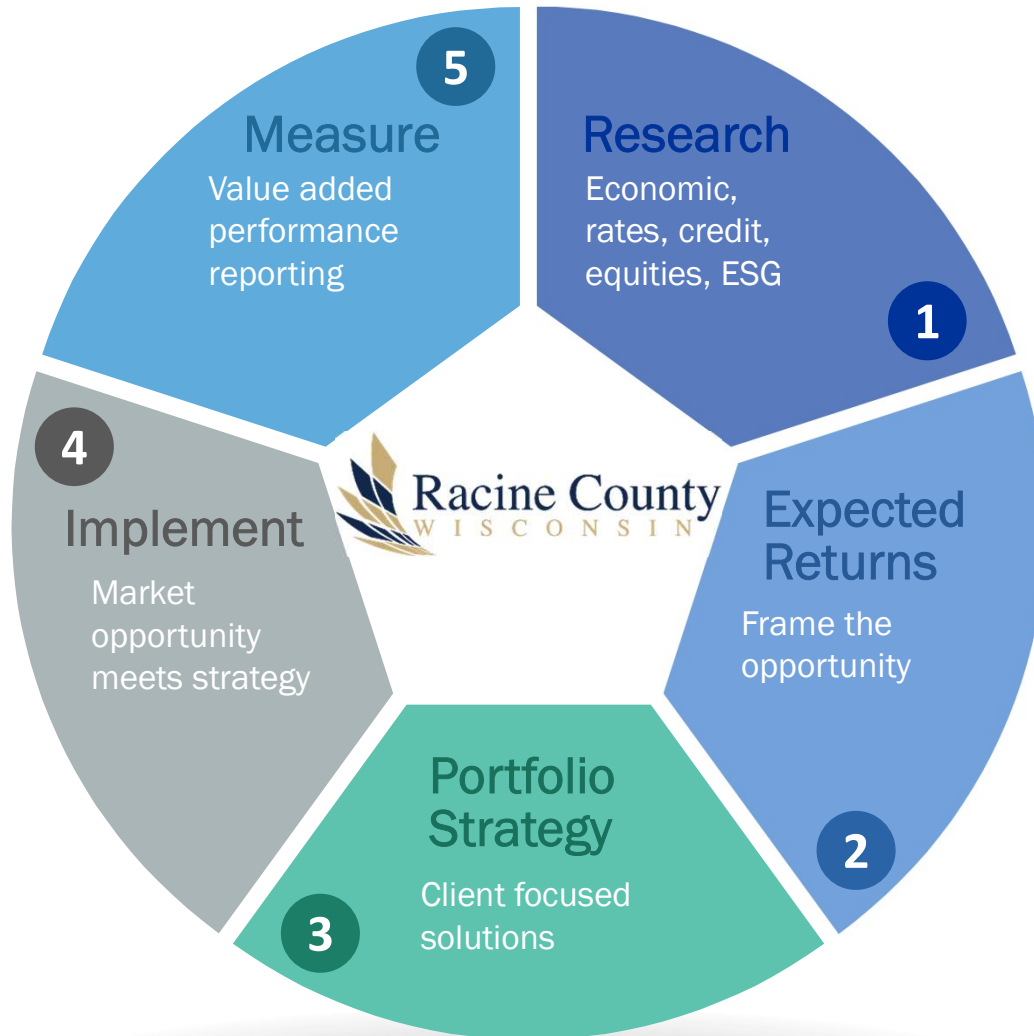 Research
Economic,
rates, credit,
equities, ESG
1
Expected
Returns
Frame the
opportunity
2
Portfolio
Strategy
Client focused
solutions
3
4
Implement
Market
opportunity
meets strategy
5
Measure
Value added
performance
reporting
Racine County
WISCONSIN